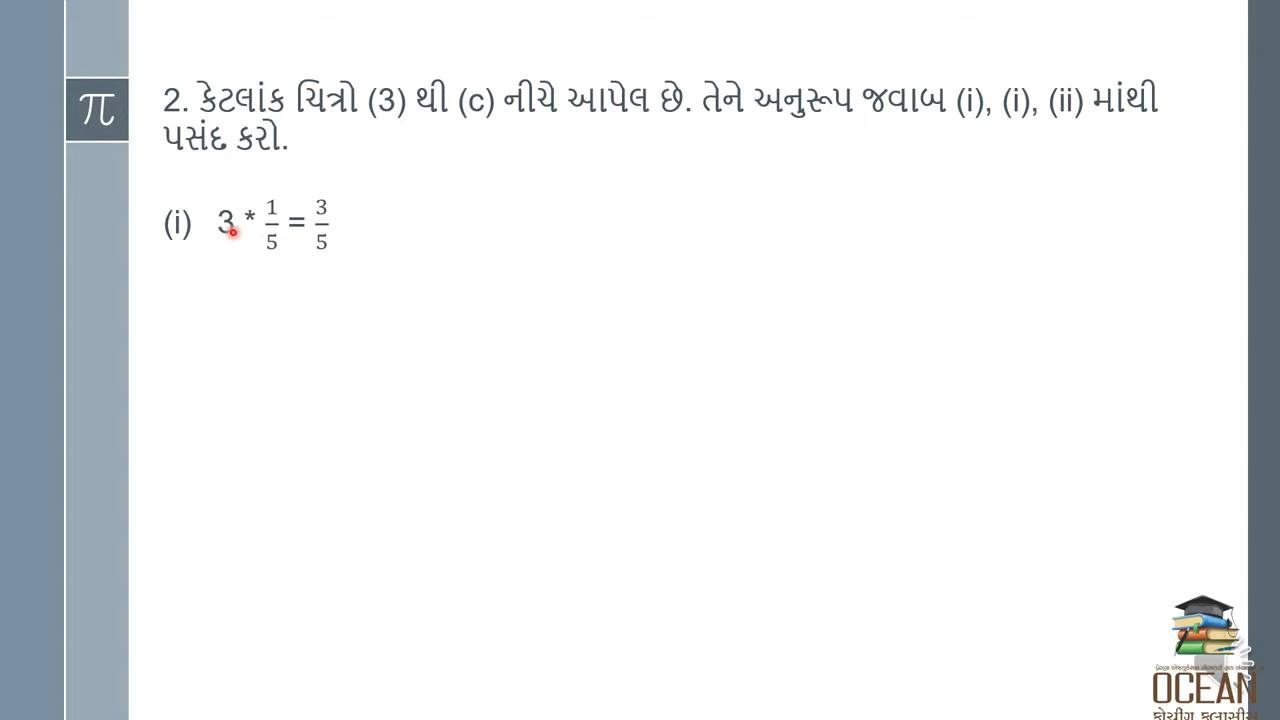 π
2. કેટલાંક ચિત્રો (3) થી (c) નીચે આપેલ છે. તેને અનુરૂપ જવાબ (i), (i), (ii) માંથી
પસંદ કરો.
(i) 3 * 1/5 = 3/5
OCEAN
કોચીંગ ક્લાસીસ